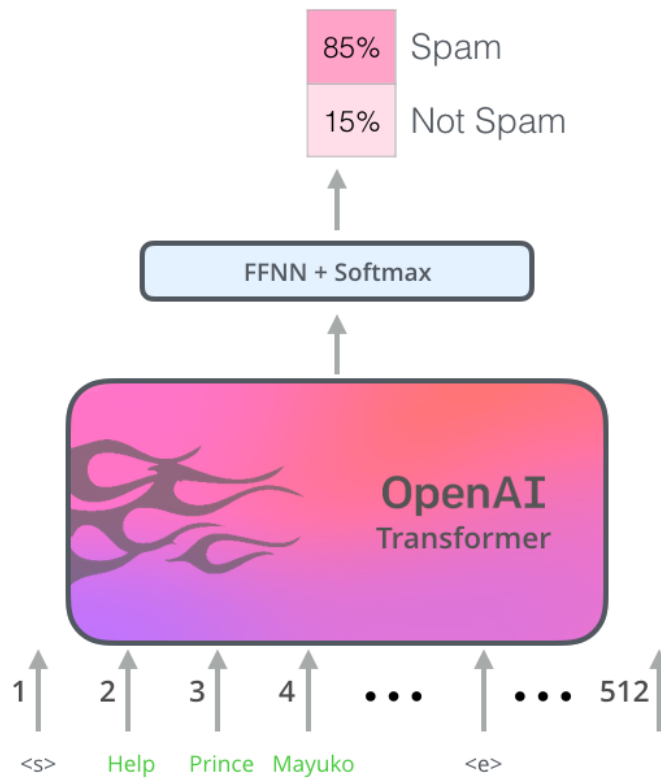 85% Spam
15% Not Spam
FFNN + Softmax
OpenAI
Transformer
1 2 3 4 ••• ••• 512
<s> Help Prince Mayuko <e>